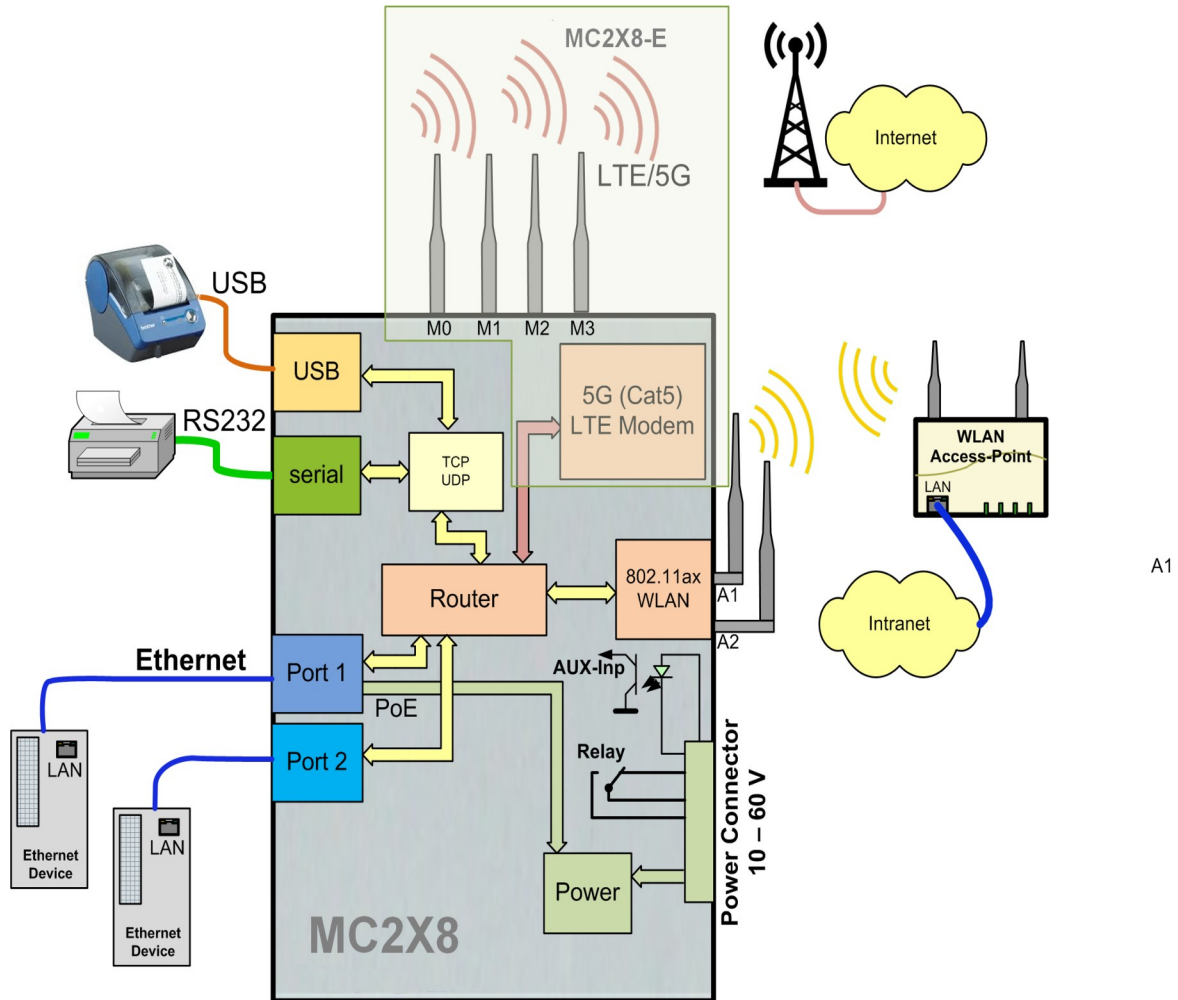 MC2X8-E
LTE/5G
Internet
USB
M0
M1
M2
M3
USB
5G (Cat5)
LTE Modem
RS232
serial
TCP
UDP
WLAN
Access-Point
LAN
802.11ax
WLAN
A1
A1
Router
Intranet
A2
Ethernet
Port 1
AUX-Inp
PoE
Port 2
Relay
LAN
Ethernet
Device
LAN
Ethernet
Device
Power
Power Connector
10 – 60 V
MC2X8
brother